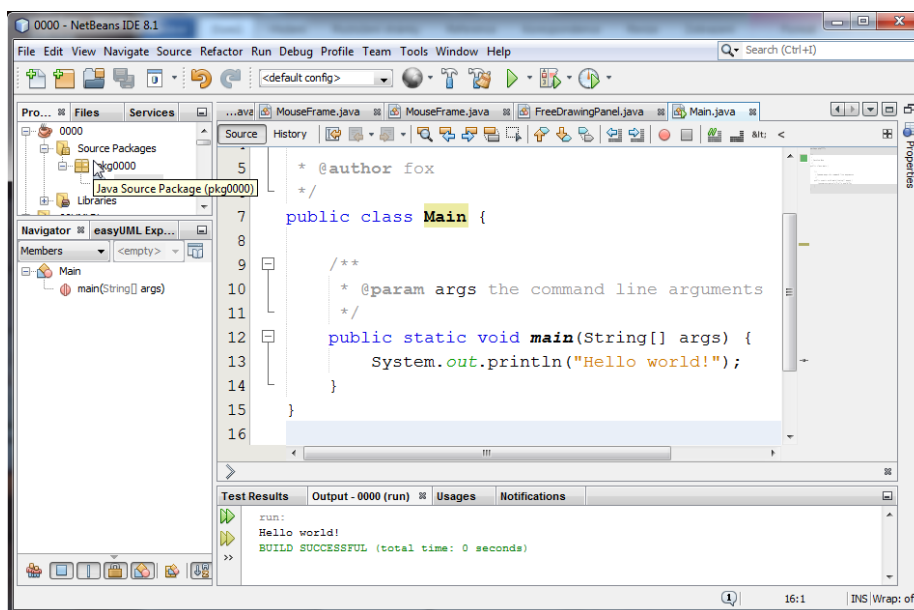 0000 - NetBeans IDE 8.1
File Edit View Navigate Source Refactor Run Debug Profile Team Tools Window Help
Search (Ctrl+I)
<default config>
Pro... Files Services
...ava MouseFrame.java MouseFrame.java FreeDrawingPanel.java Main.java
Source History &lt; <
0000
Source Packages
pkg0000
Java Source Package (pkg0000)
Libraries
Properties
Navigator easyUML Exp...
Members <empty>
Main
main(String[] args)
5 * @author fox
*/
7 public class Main {
8
9 /**
10 * @param args the command line arguments
11 */
12 public static void main(String[] args) {
13 System.out.println("Hello world!");
14 }
15 }
16
Test Results Output - 0000 (run) Usages Notifications
run:
Hello world!
BUILD SUCCESSFUL (total time: 0 seconds)
1 16:1 INS Wrap: of